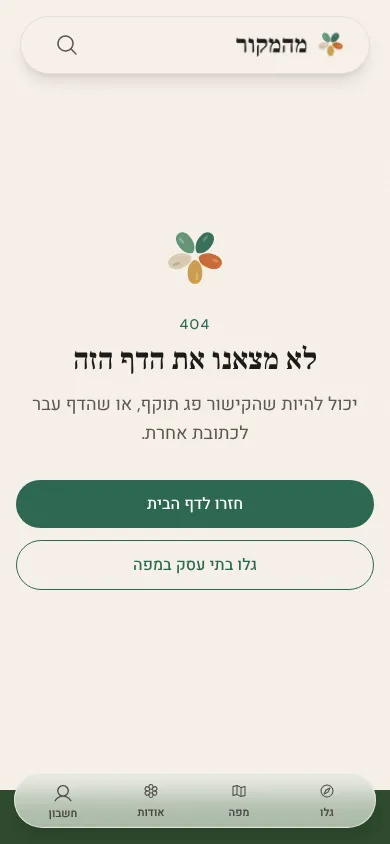 מהמקור
404
לא מצאנו את הדף הזה
יכול להיות שהקישור פג תוקף, או שהדף עבר
לכתובת אחרת.
חזרו לדף הבית
גלו בתי עסק במפה
גלו
מפה
אודות
חשבון